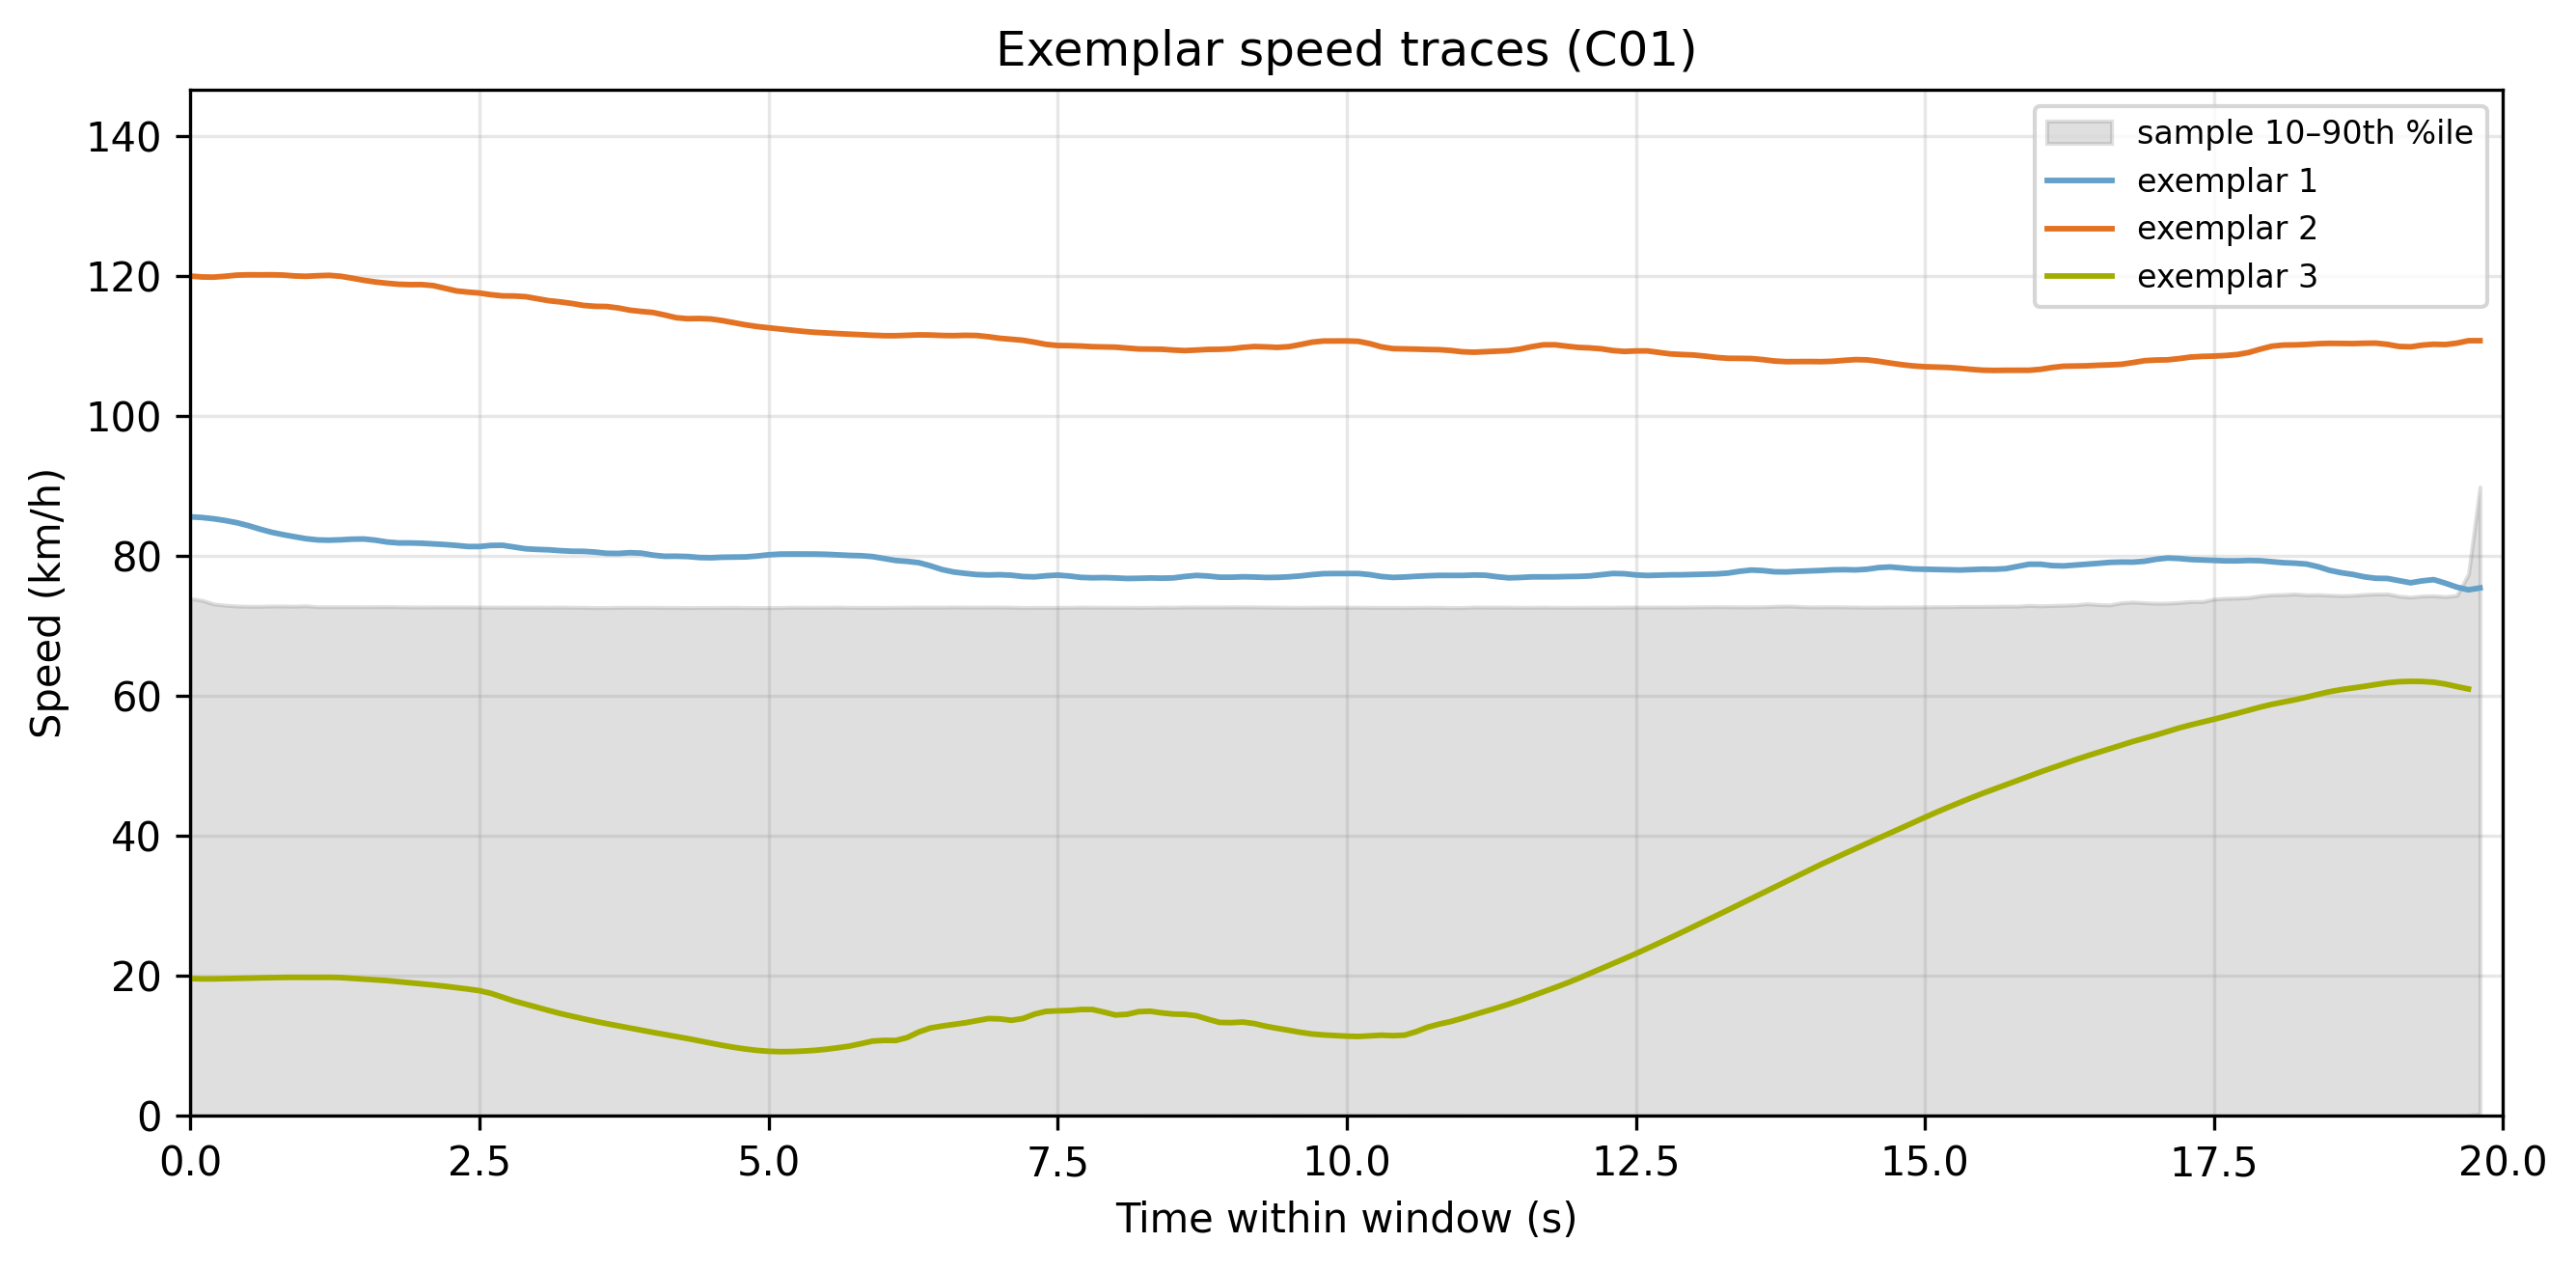 Exemplar speed traces (C01)
140
120
100
80
60
40
20
0
Speed (km/h)
sample 10–90th %ile
exemplar 1
exemplar 2
exemplar 3
0.0 2.5 5.0 7.5 10.0 12.5 15.0 17.5 20.0
Time within window (s)